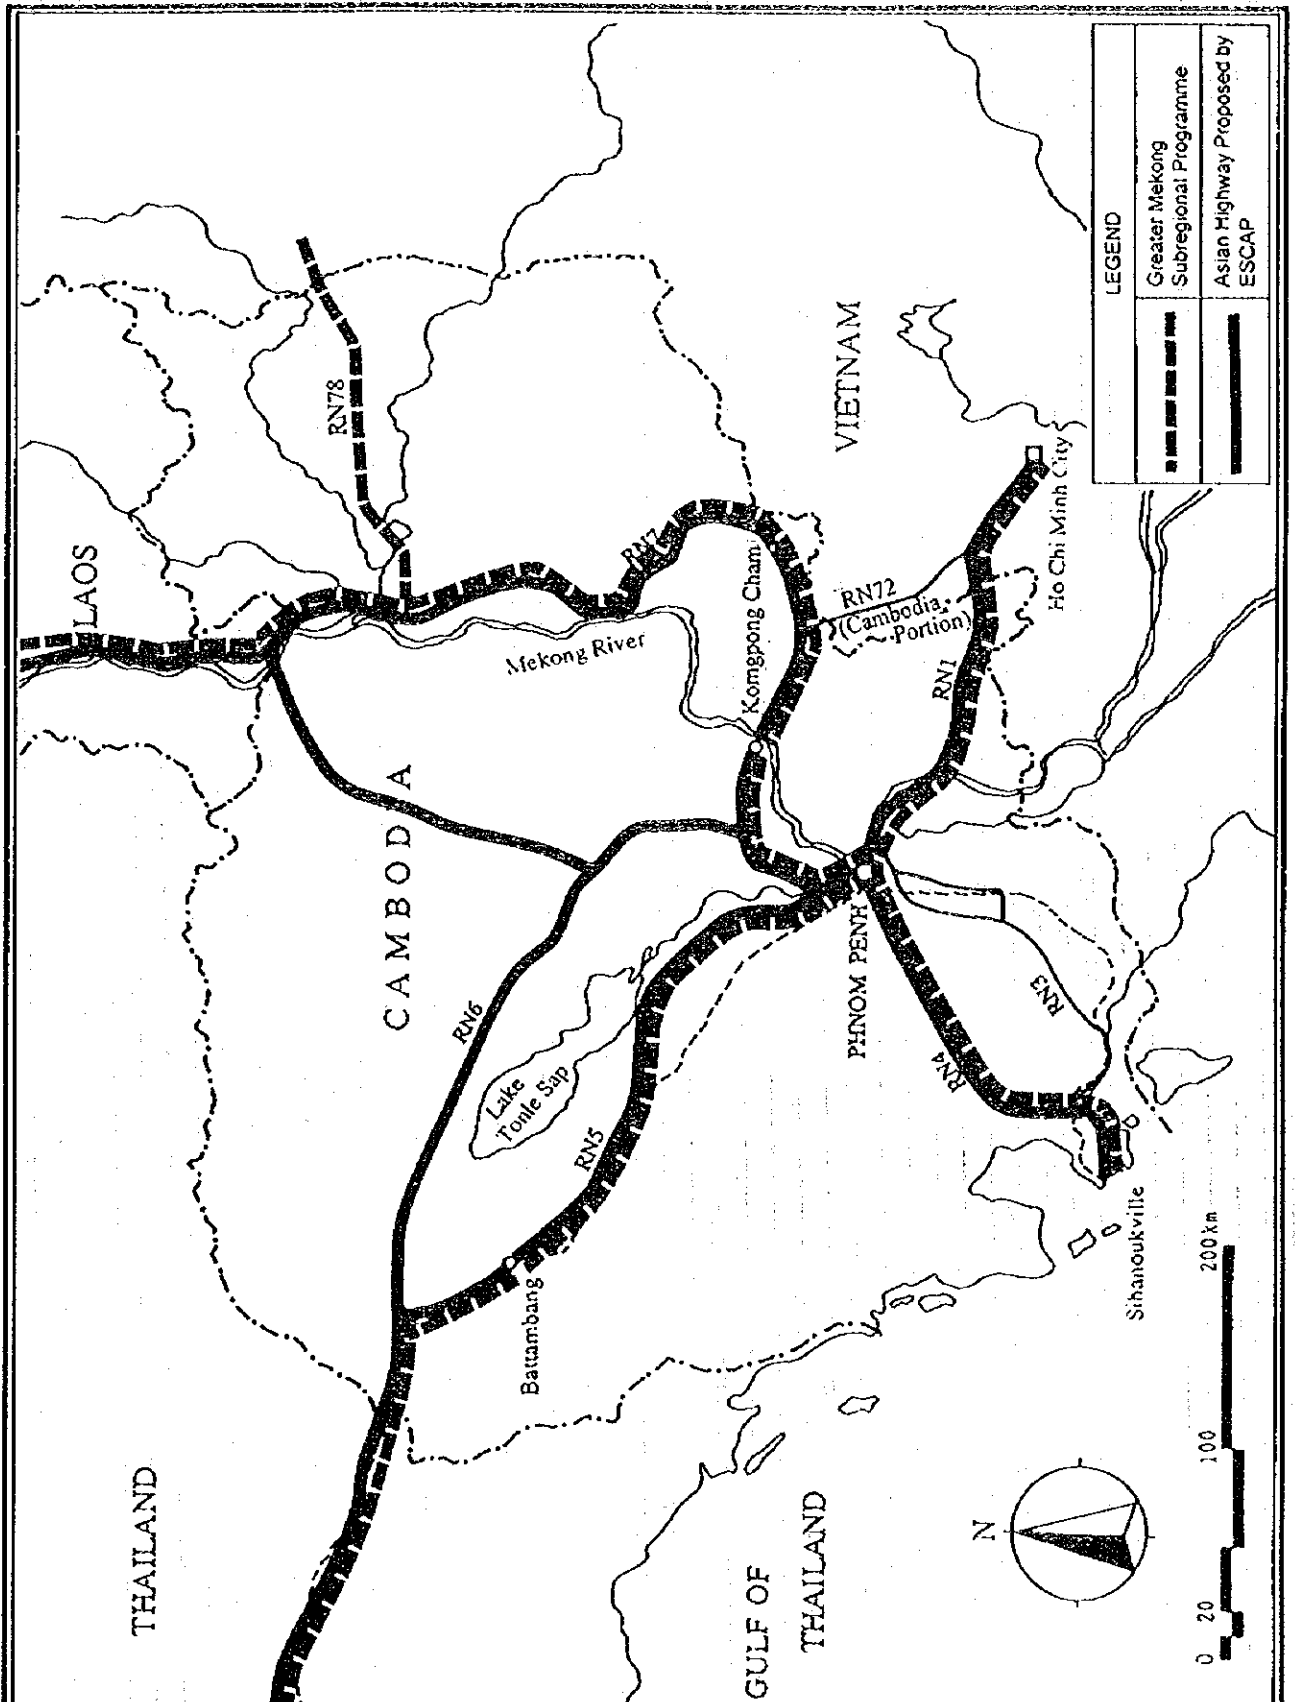 LEGEND
Greater Mekong
Subregional Programme
Asian Highway Proposed by
ESCAP
THAILAND
LAOS
CAMBODIA
VIETNAM
GULF OF
THAILAND
RN78
RN7
RN72
(Cambodia
Portion)
RN1
RN6
RN5
RN4
RN3
Mekong River
Komgpong Cham
Ho Chi Minh City
PHNOM PENH
Lake
Tonle Sap
Battambang
Sihanoukville
N
0 20 100 200km